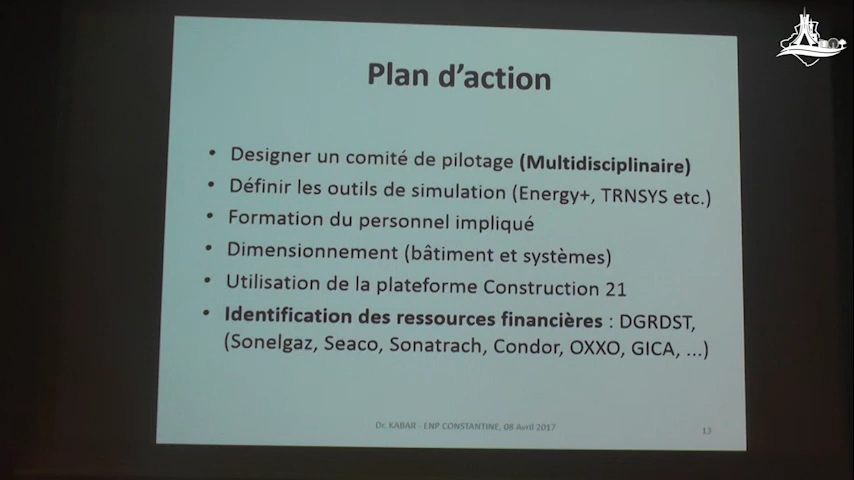 Plan d'action
• Designer un comité de pilotage (Multidisciplinaire)
• Définir les outils de simulation (Energy+, TRNSYS etc.)
• Formation du personnel impliqué
• Dimensionnement (bâtiment et systèmes)
• Utilisation de la plateforme Construction 21
• Identification des ressources financières : DGRDST,
(Sonelgaz, Seaco, Sonatrach, Condor, OXXO, GICA, ...)
Dr. KABAR - ENP CONSTANTINE, 08 Avril 2017
13